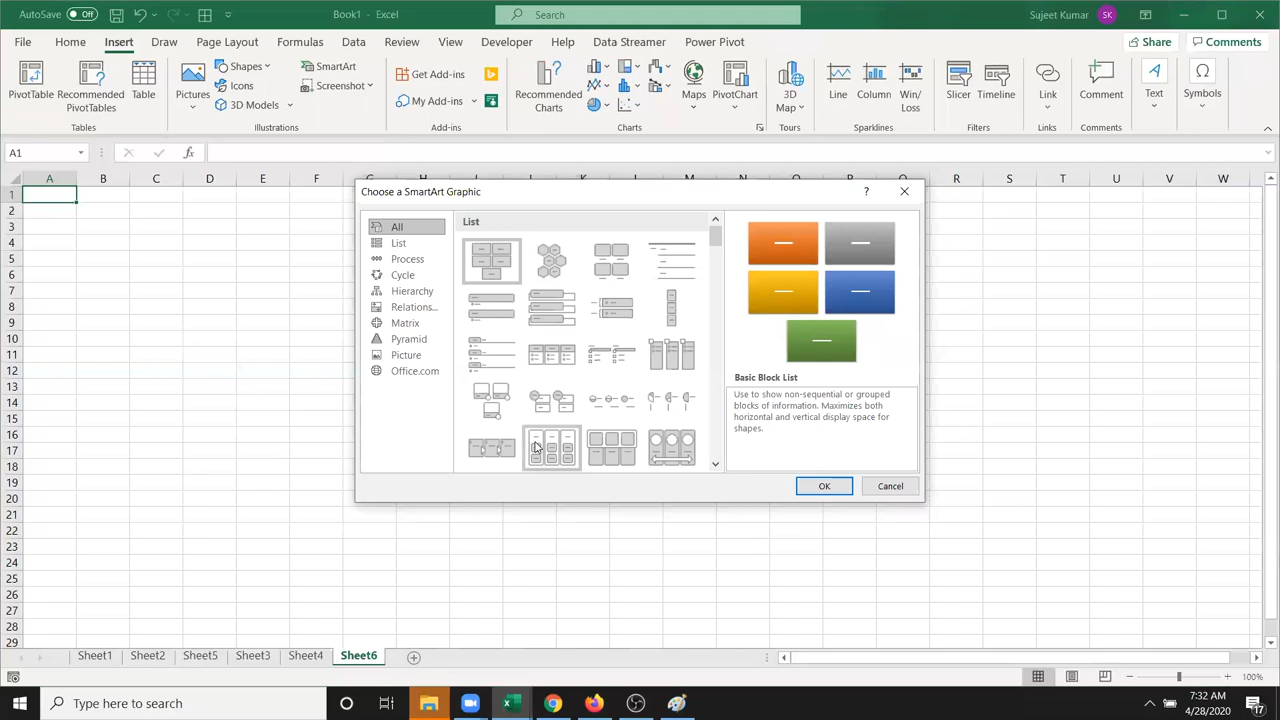 AutoSave Off Book1 - Excel Search Sujeet Kumar SK
File Home Insert Draw Page Layout Formulas Data Review View Developer Help Data Streamer Power Pivot Share Comments
PivotTable Recommended PivotTables Table
Tables
Pictures Shapes Icons 3D Models SmartArt Screenshot
Illustrations
Get Add-ins
My Add-ins
Add-ins
Recommended Charts Maps PivotChart
Charts
3D Map
Tours
Line Column Win/Loss
Sparklines
Slicer Timeline
Filters
Link
Links
Comment
Comments
Text
Symbols
A1 fx
A B C D E F G H I J K L M N O P Q R S T U V W
1
2
3
4
5
6
7
8
9
10
11
12
13
14
15
16
17
18
19
20
21
22
23
24
25
26
27
28
29
Choose a SmartArt Graphic ?
All
List
Process
Cycle
Hierarchy
Relations...
Matrix
Pyramid
Picture
Office.com
List
Basic Block List
Use to show non-sequential or grouped
blocks of information. Maximizes both
horizontal and vertical display space for
shapes.
OK Cancel
Sheet1 Sheet2 Sheet5 Sheet3 Sheet4 Sheet6
100%
Type here to search
7:32 AM
4/28/2020